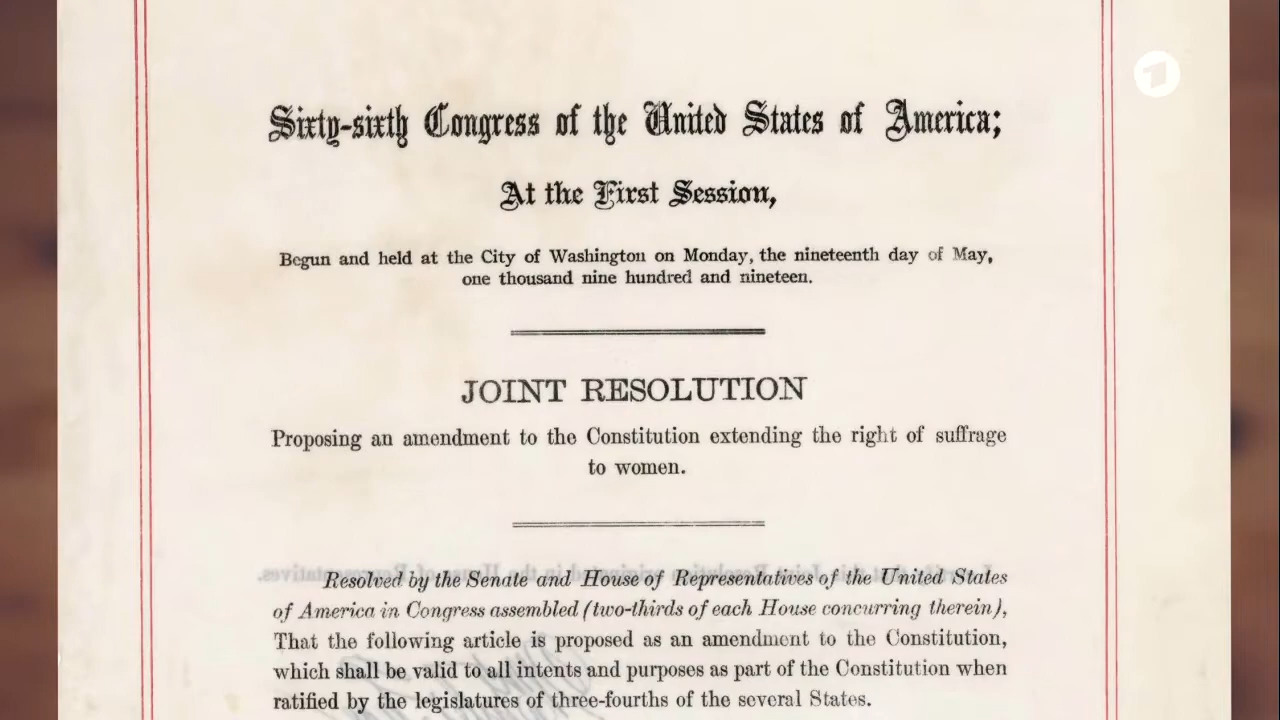 Sixty-sixth Congress of the United States of America;
At the First Session,
Begun and held at the City of Washington on Monday, the nineteenth day of May,
one thousand nine hundred and nineteen.
JOINT RESOLUTION
Proposing an amendment to the Constitution extending the right of suffrage
to women.
Resolved by the Senate and House of Representatives of the United States
of America in Congress assembled (two-thirds of each House concurring therein),
That the following article is proposed as an amendment to the Constitution,
which shall be valid to all intents and purposes as part of the Constitution when
ratified by the legislatures of three-fourths of the several States.
1